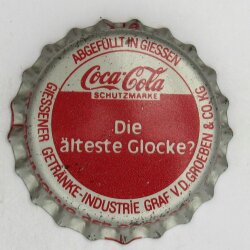 ABGEFÜLLT IN GIESSEN
Coca-Cola
SCHUTZMARKE
Die
älteste Glocke?
GIESSENER GETRÄNKE-INDUSTRIE GRAF V.D. GROEBEN & CO. KG